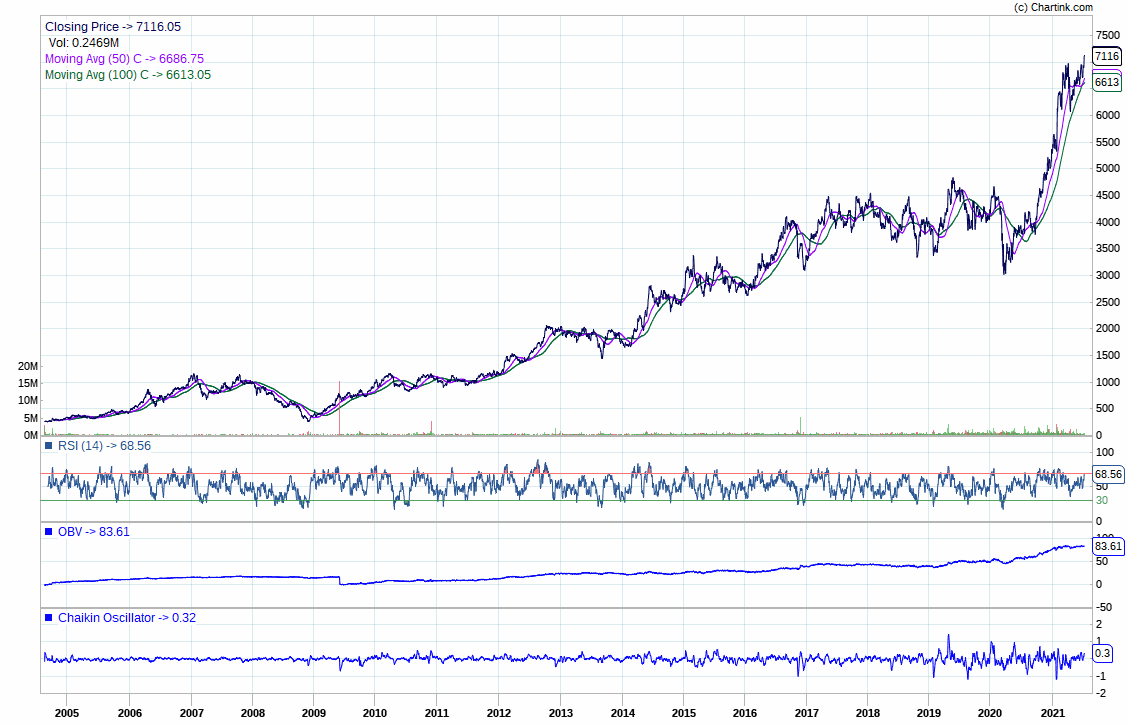 (c) Chartink.com
Closing Price -> 7116.05
Vol: 0.2469M
Moving Avg (50) C -> 6686.75
Moving Avg (100) C -> 6613.05
7500
7116
6613
6000
5500
5000
4500
4000
3500
3000
2500
2000
1500
1000
500
0
20M
15M
10M
5M
0M
RSI (14) -> 68.56
100
68.56
50
30
0
OBV -> 83.61
100
83.61
50
0
-50
Chaikin Oscillator -> 0.32
2
1
0.3
-1
-2
2005 2006 2007 2008 2009 2010 2011 2012 2013 2014 2015 2016 2017 2018 2019 2020 2021